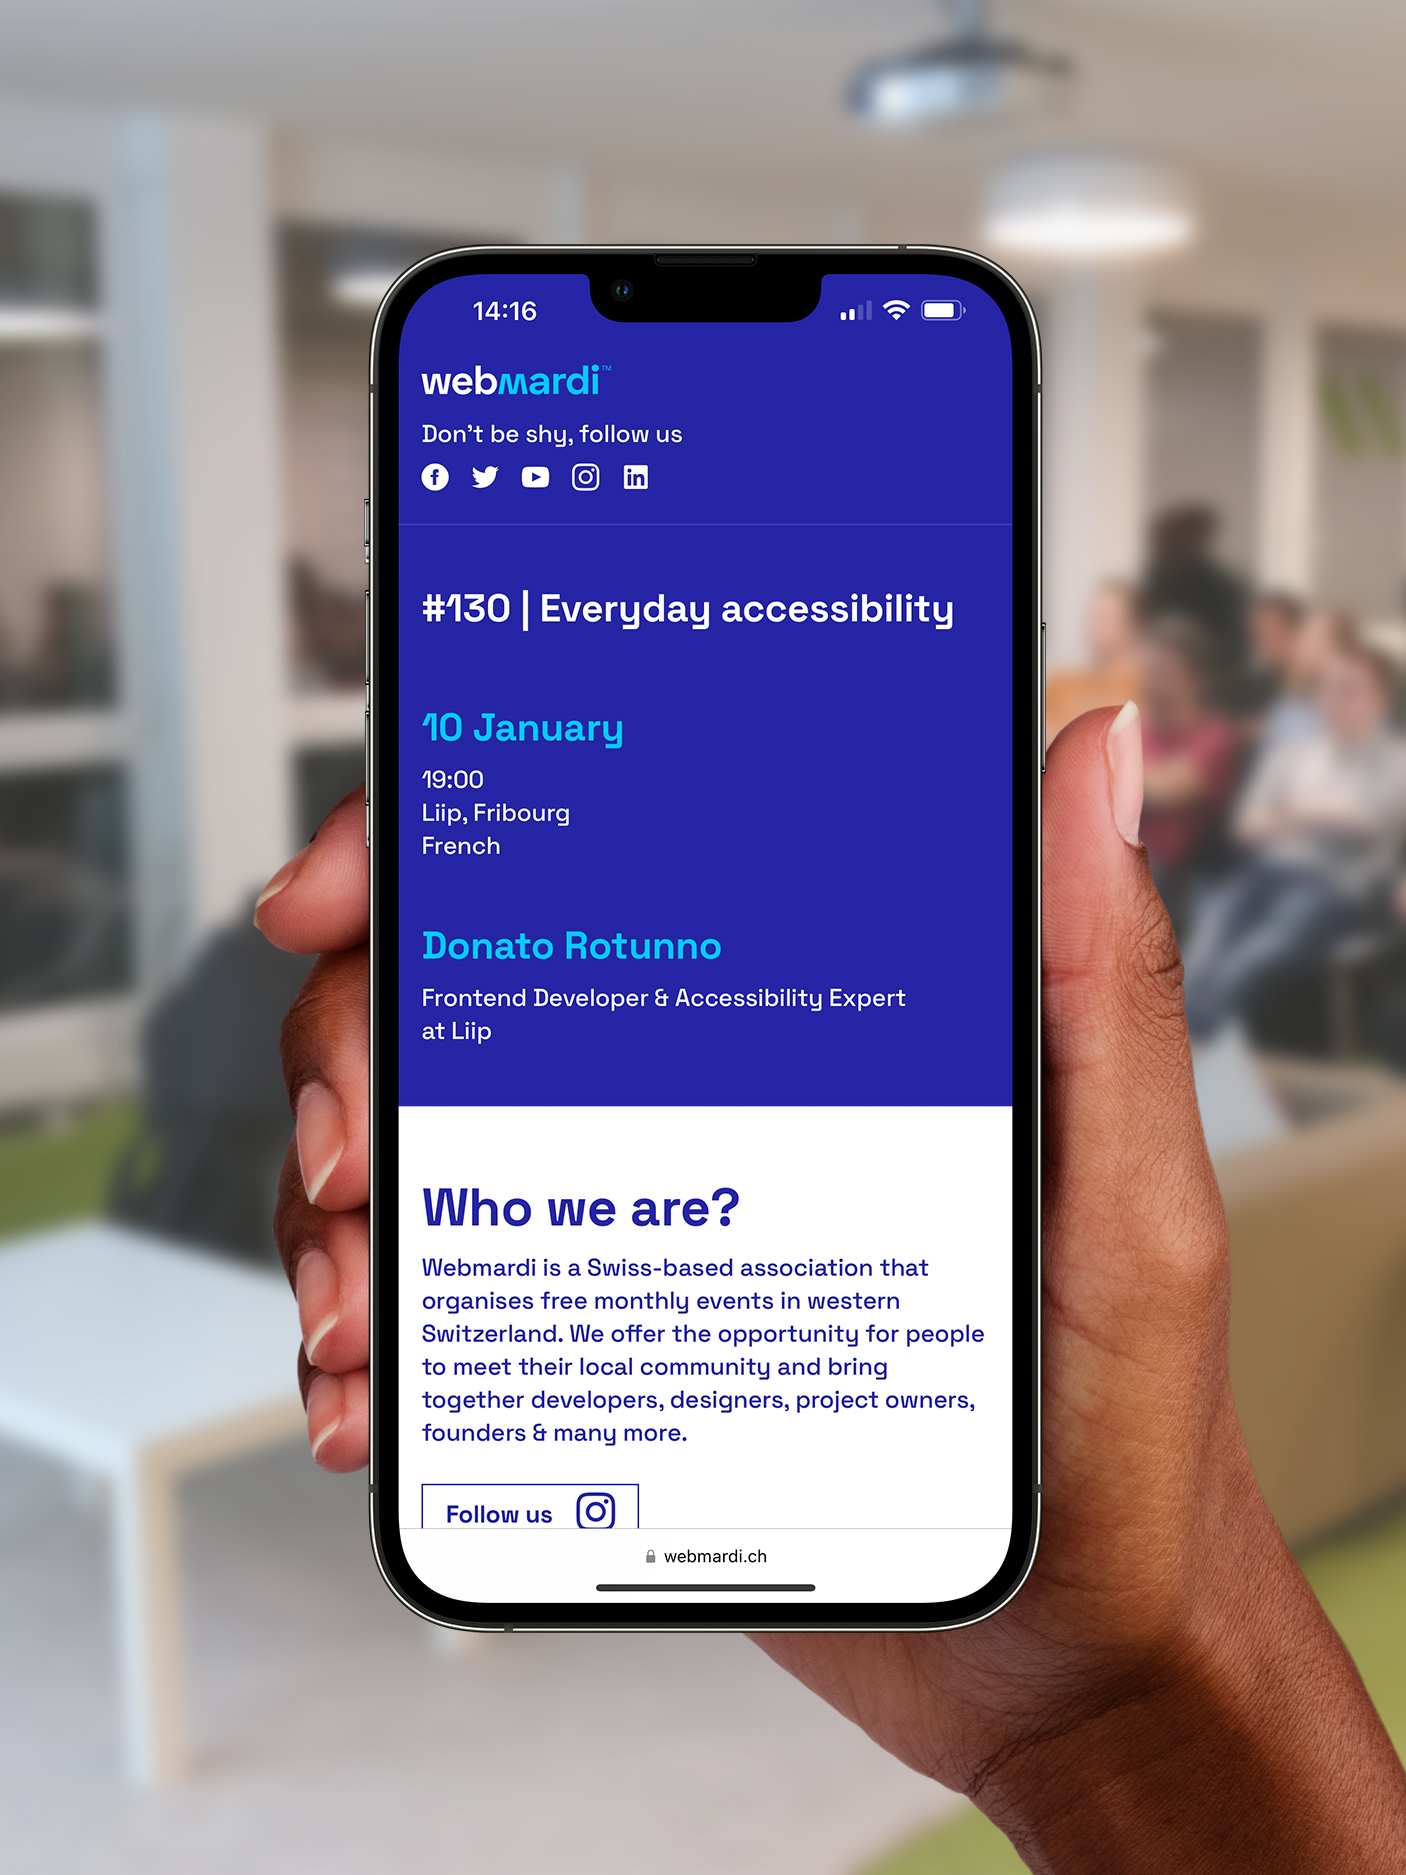 14:16
webmardi™
Don't be shy, follow us
#130 | Everyday accessibility
10 January
19:00
Liip, Fribourg
French
Donato Rotunno
Frontend Developer & Accessibility Expert
at Liip
Who we are?
Webmardi is a Swiss-based association that
organises free monthly events in western
Switzerland. We offer the opportunity for people
to meet their local community and bring
together developers, designers, project owners,
founders & many more.
Follow us
webmardi.ch